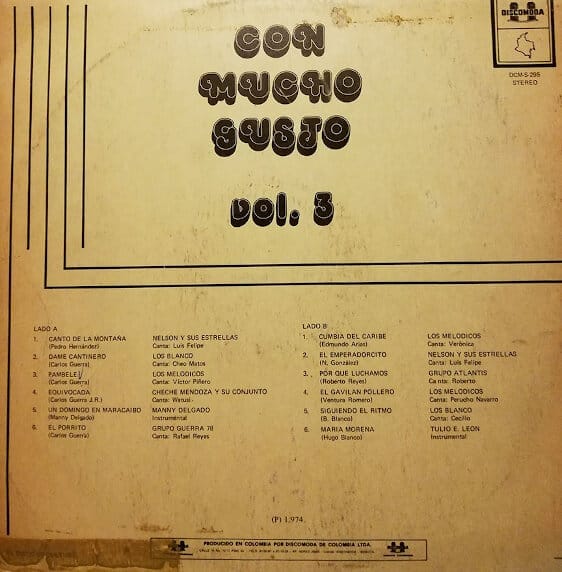 DISCOMODA
DCM-S-295
STEREO
CON
MUCHO
GUSTO
vol. 3
LADO A
1. CANTO DE LA MONTAÑA NELSON Y SUS ESTRELLAS
(Pedro Hernández) Canta: Luis Felipe
2. DAME CANTINERO LOS BLANCO
(Carlos Guerra) Canta: Cheo Matos
3. PAMBELE LOS MELODICOS
(Carlos Guerra) Canta: Víctor Piñero
4. EQUIVOCADA CHECHE MENDOZA Y SU CONJUNTO
(Carlos Guerra J.R.) Canta: Warusi
5. UN DOMINGO EN MARACAIBO MANNY DELGADO
(Manny Delgado) Instrumental
6. EL PORRITO GRUPO GUERRA 78
(Carlos Guerra) Canta: Rafael Reyes
LADO B
1. CUMBIA DEL CARIBE LOS MELODICOS
(Edmundo Arias) Canta: Verónica
2. EL EMPERADORCITO NELSON Y SUS ESTRELLAS
(N. González) Canta: Luis Felipe
3. POR QUE LUCHAMOS GRUPO ATLANTIS
(Roberto Reyes) Canta: Roberto
4. EL GAVILAN POLLERO LOS MELODICOS
(Ventura Romero) Canta: Perucho Navarro
5. SIGUIENDO EL RITMO LOS BLANCO
(B. Blanco) Canta: Cecilio
6. MARIA MORENA TULIO E. LEON
(Hugo Blanco) Instrumental
(P) 1.974.
PRODUCIDO EN COLOMBIA POR DISCOMODA DE COLOMBIA LTDA.